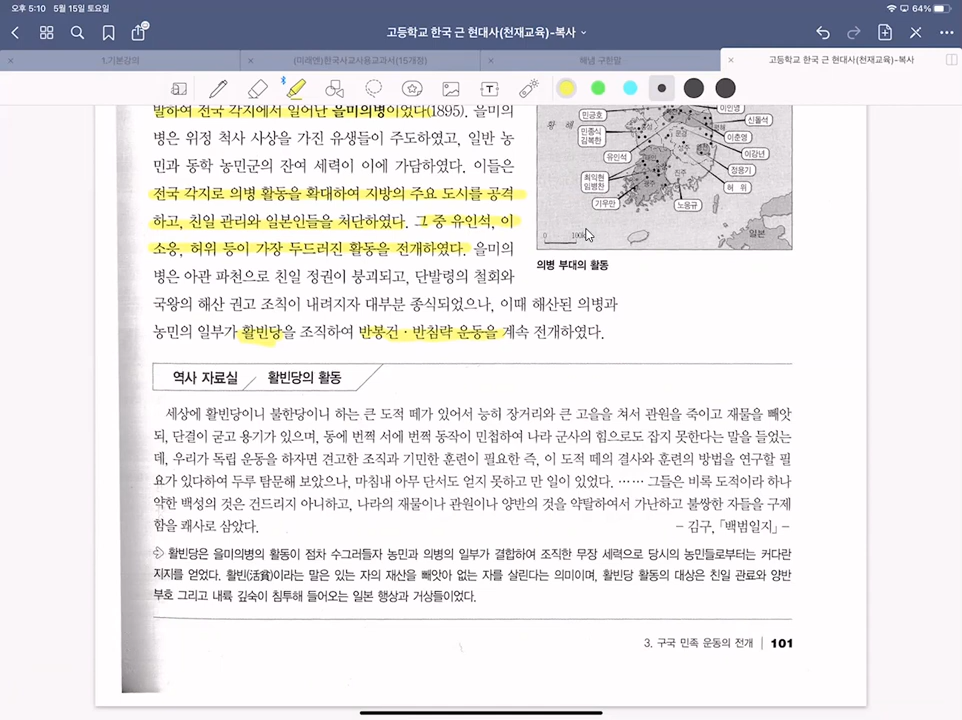 오후 5:10 5월 15일 토요일
64%
고등학교 한국 근 현대사(천재교육)-복사
1.기본강의
(미래엔)한국사교사용교과서(15개정)
해냄 구한말
고등학교 한국 근 현대사(천재교육)-복사
발하여 전국 각지에서 일어난 을미의병이었다(1895). 을미의
병은 위정 척사 사상을 가진 유생들이 주도하였고, 일반 농
민과 동학 농민군의 잔여 세력이 이에 가담하였다. 이들은
전국 각지로 의병 활동을 확대하여 지방의 주요 도시를 공격
하고, 친일 관리와 일본인들을 처단하였다. 그 중 유인석, 이
소응, 허위 등이 가장 두드러진 활동을 전개하였다. 을미의
병은 아관 파천으로 친일 정권이 붕괴되고, 단발령의 철회와
국왕의 해산 권고 조칙이 내려지자 대부분 종식되었으나, 이때 해산된 의병과
농민의 일부가 활빈당을 조직하여 반봉건·반침략 운동을 계속 전개하였다.
이인영
민긍호
신돌석
황 해
민종식
김복한
이춘영
유인석
이강년
정용기
최익현
임병찬
진주
허 위
기우만
노응규
일본
0
의병 부대의 활동
역사 자료실 활빈당의 활동
세상에 활빈당이니 불한당이니 하는 큰 도적 떼가 있어서 능히 장거리와 큰 고을을 쳐서 관원을 죽이고 재물을 빼앗
되, 단결이 굳고 용기가 있으며, 동에 번쩍 서에 번쩍 동작이 민첩하여 나라 군사의 힘으로도 잡지 못한다는 말을 들었는
데, 우리가 독립 운동을 하자면 견고한 조직과 기민한 훈련이 필요한 즉, 이 도적 떼의 결사와 훈련의 방법을 연구할 필
요가 있다하여 두루 탐문해 보았으나, 마침내 아무 단서도 얻지 못하고 만 일이 있었다. …… 그들은 비록 도적이라 하나
약한 백성의 것은 건드리지 아니하고, 나라의 재물이나 관원이나 양반의 것을 약탈하여서 가난하고 불쌍한 자들을 구제
함을 쾌사로 삼았다.
– 김구, 「백범일지」 –
활빈당은 을미의병의 활동이 점차 수그러들자 농민과 의병의 일부가 결합하여 조직한 무장 세력으로 당시의 농민들로부터는 커다란
지지를 얻었다. 활빈(活貧)이라는 말은 있는 자의 재산을 빼앗아 없는 자를 살린다는 의미이며, 활빈당 활동의 대상은 친일 관료와 양반
부호 그리고 내륙 깊숙이 침투해 들어오는 일본 행상과 거상들이었다.
3. 구국 민족 운동의 전개 | 101